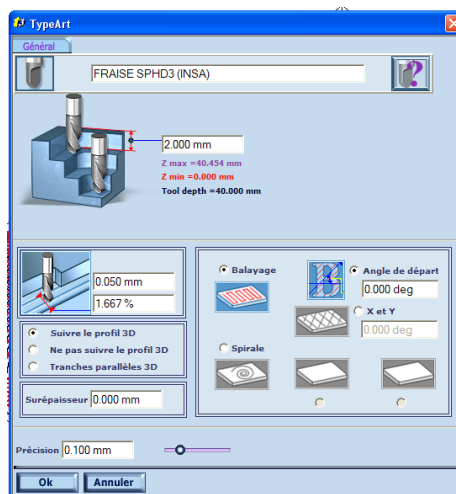 TypeArt
Général
FRAISE SPHD3 (INSA)
2.000 mm
Z max =40.454 mm
Z min =0.000 mm
Tool depth =40.000 mm
0.050 mm
1.667 %
Suivre le profil 3D
Ne pas suivre le profil 3D
Tranches parallèles 3D
Surépaisseur 0.000 mm
Balayage
Angle de départ
0.000 deg
X et Y
0.000 deg
Spirale
Précision 0.100 mm
Ok Annuler